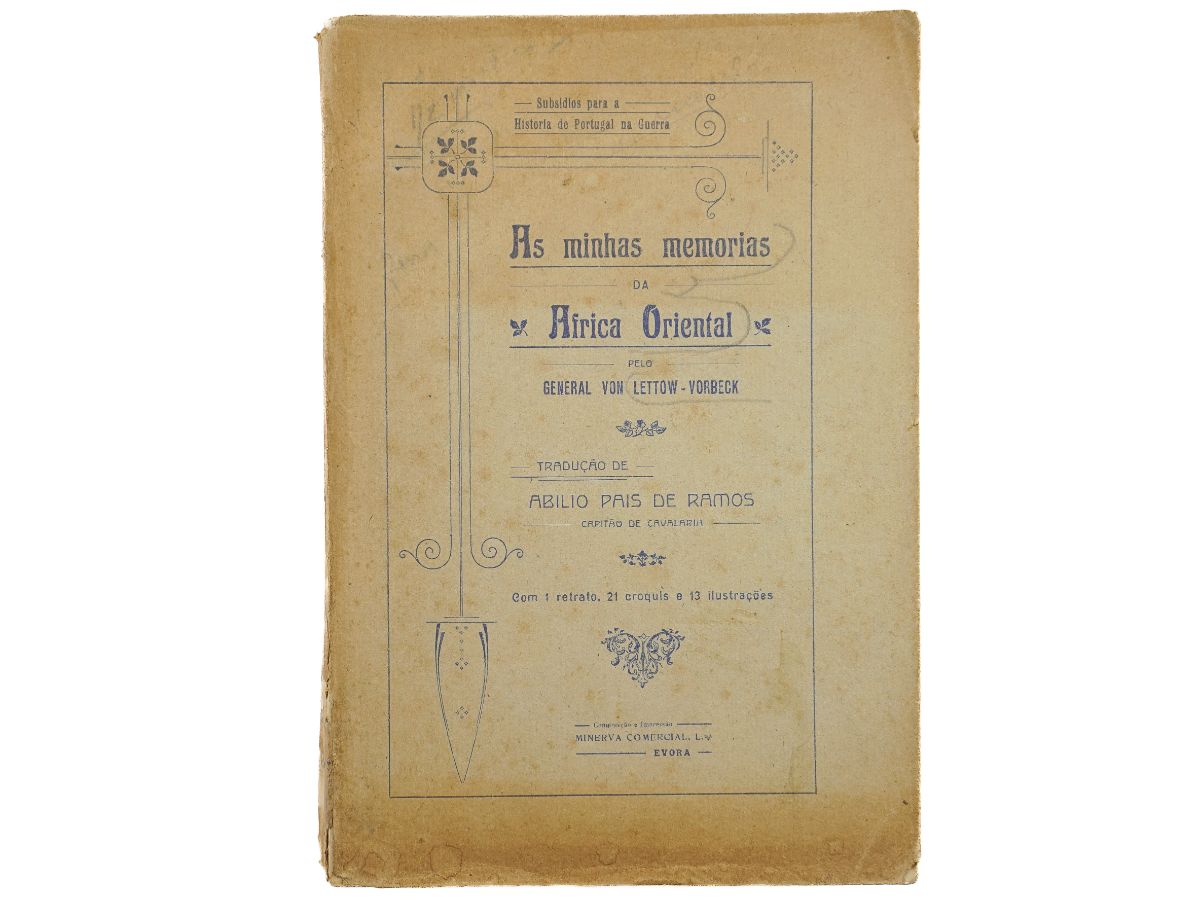 Subsidios para a
Historia de Portugal na Guerra
As minhas memorias
DA
Africa Oriental
PELO
GENERAL VON LETTOW-VORBECK
TRADUÇÃO DE
ABILIO PAIS DE RAMOS
CAPITÃO DE CAVALARIA
Com 1 retrato, 21 croquis e 13 ilustrações
Composição e Impressão
MINERVA COMERCIAL, L.da
EVORA